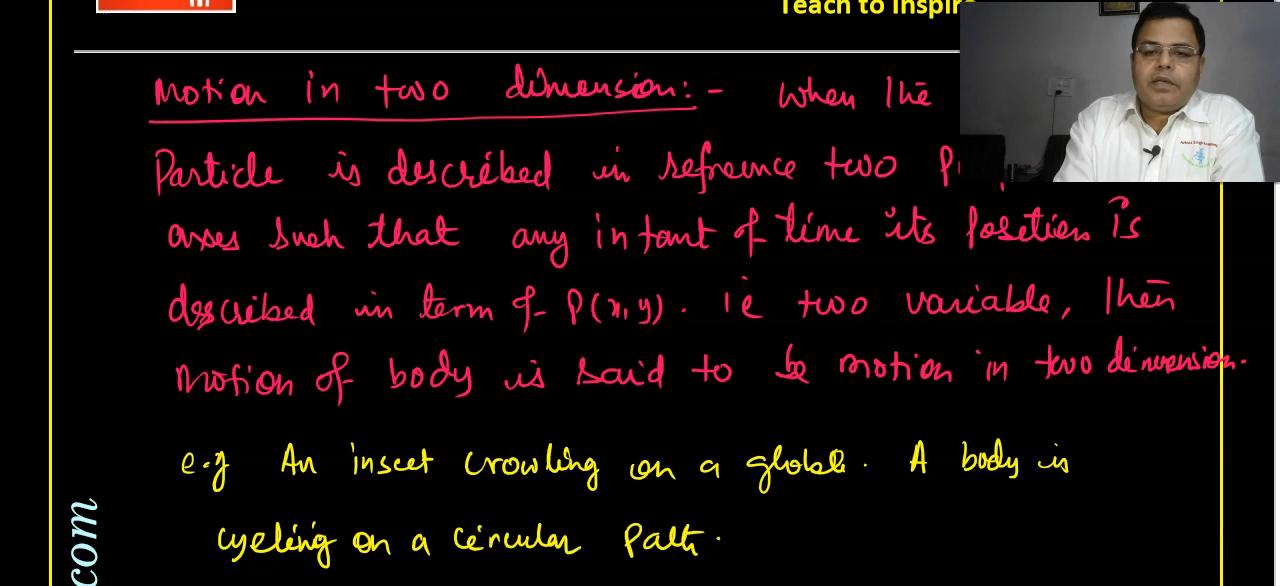 Teach to Inspire
Motion in two dimension:- When the
Particle is described in refrence two
axes such that any intant of time its position is
described in term of P(x,y). ie two variable, then
motion of body is said to be motion in two dimension.
e.g An insect crowling on a globe. A body is
cycling on a circular path.
com